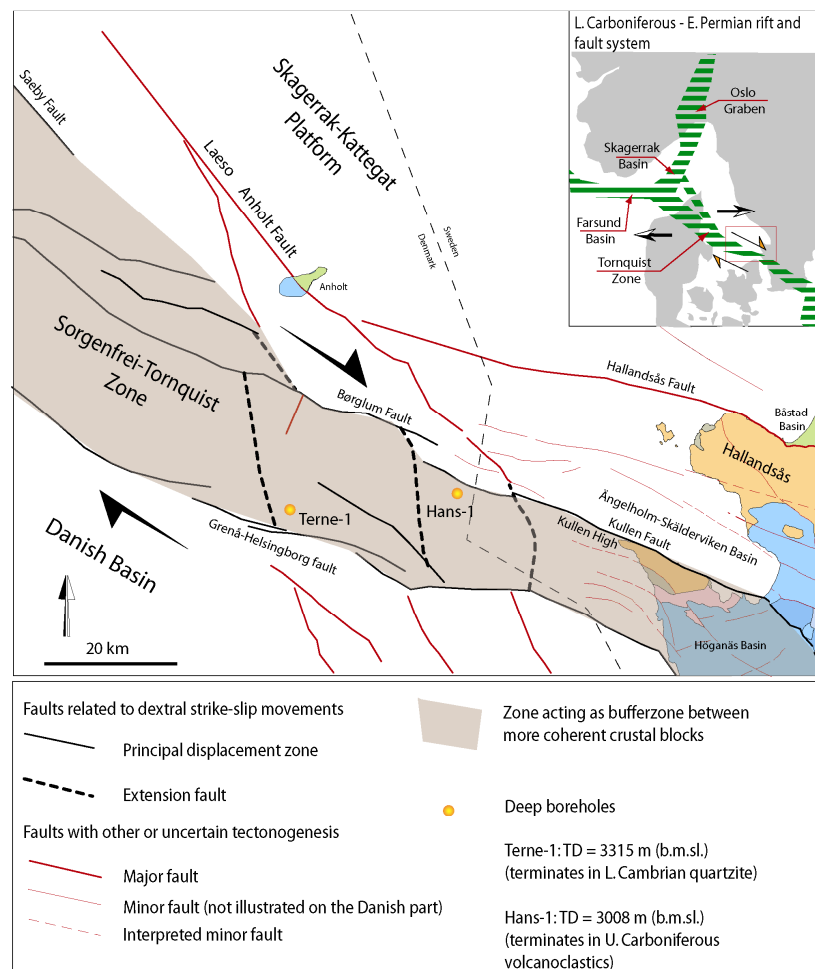 L. Carboniferous - E. Permian rift and
fault system
Oslo
Graben
Skagerrak
Basin
Farsund
Basin
Tornquist
Zone
Saeby Fault
Skagerrak-Kattegat
Platform
Laeso
Anholt Fault
Sweden
Denmark
Anholt
Sorgenfrei-Tornquist
Zone
Børglum Fault
Hallandsås Fault
Båstad
Basin
Hallandsås
Terne-1
Hans-1
Ängelholm-Skälderviken Basin
Kullen Fault
Kullen High
Grenå-Helsingborg fault
Danish Basin
Höganäs Basin
20 km
Faults related to dextral strike-slip movements
Principal displacement zone
Extension fault
Faults with other or uncertain tectonogenesis
Major fault
Minor fault (not illustrated on the Danish part)
Interpreted minor fault
Zone acting as bufferzone between
more coherent crustal blocks
Deep boreholes
Terne-1: TD = 3315 m (b.m.sl.)
(terminates in L. Cambrian quartzite)
Hans-1: TD = 3008 m (b.m.sl.)
(terminates in U. Carboniferous
volcanoclastics)